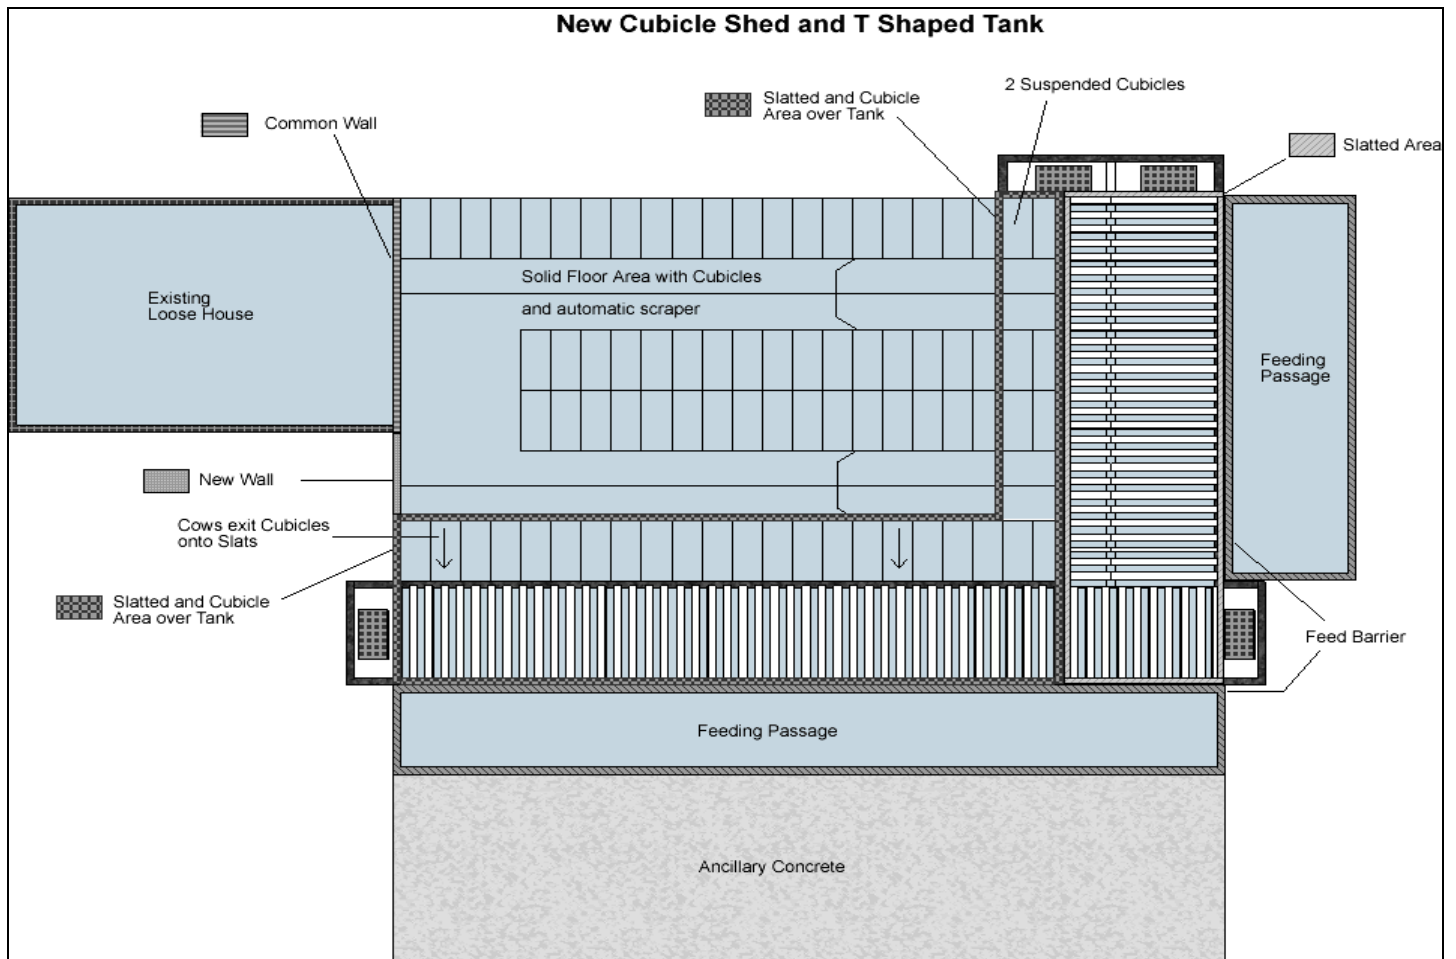 New Cubicle Shed and T Shaped Tank
2 Suspended Cubicles
Slatted and Cubicle
Area over Tank
Common Wall
Slatted Area
Solid Floor Area with Cubicles
and automatic scraper
Existing
Loose House
Feeding
Passage
New Wall
Cows exit Cubicles
onto Slats
Slatted and Cubicle
Area over Tank
Feed Barrier
Feeding Passage
Ancillary Concrete